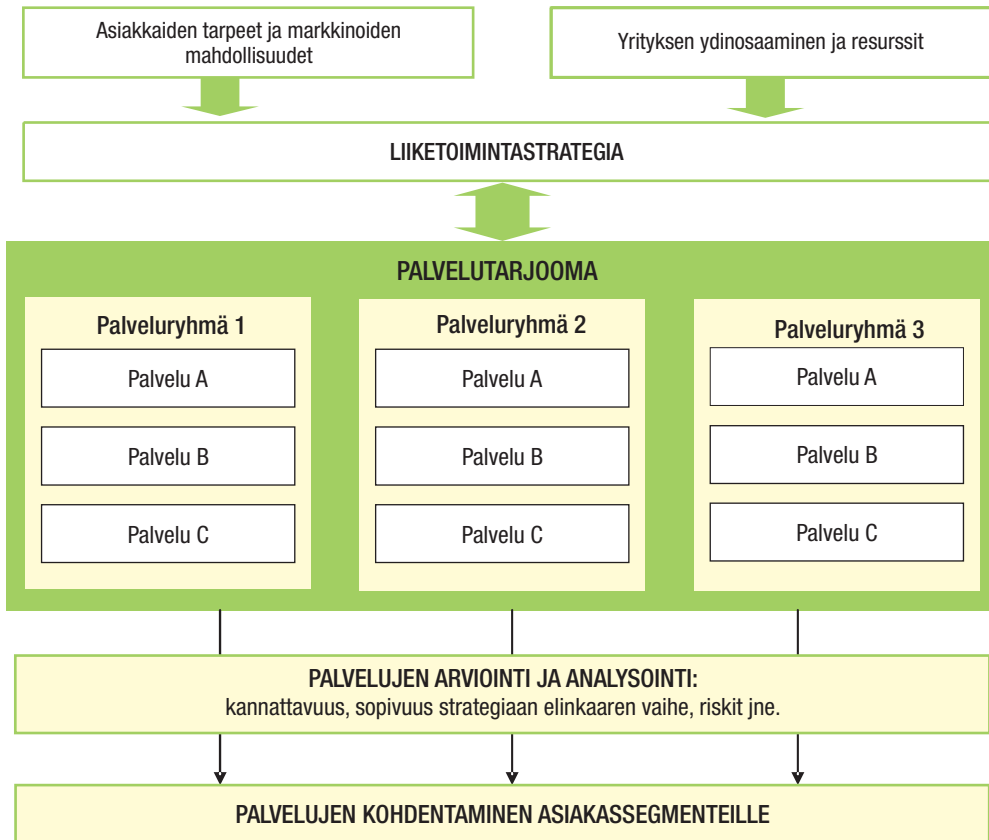 Asiakkaiden tarpeet ja markkinoiden
mahdollisuudet
Yrityksen ydinosaaminen ja resurssit
LIIKETOIMINTASTRATEGIA
PALVELUTARJOOMA
Palveluryhmä 1
Palvelu A
Palvelu B
Palvelu C
Palveluryhmä 2
Palvelu A
Palvelu B
Palvelu C
Palveluryhmä 3
Palvelu A
Palvelu B
Palvelu C
PALVELUJEN ARVIOINTI JA ANALYSOINTI:
kannattavuus, sopivuus strategiaan elinkaaren vaihe, riskit jne.
PALVELUJEN KOHDENTAMINEN ASIAKASSEGMENTEILLE